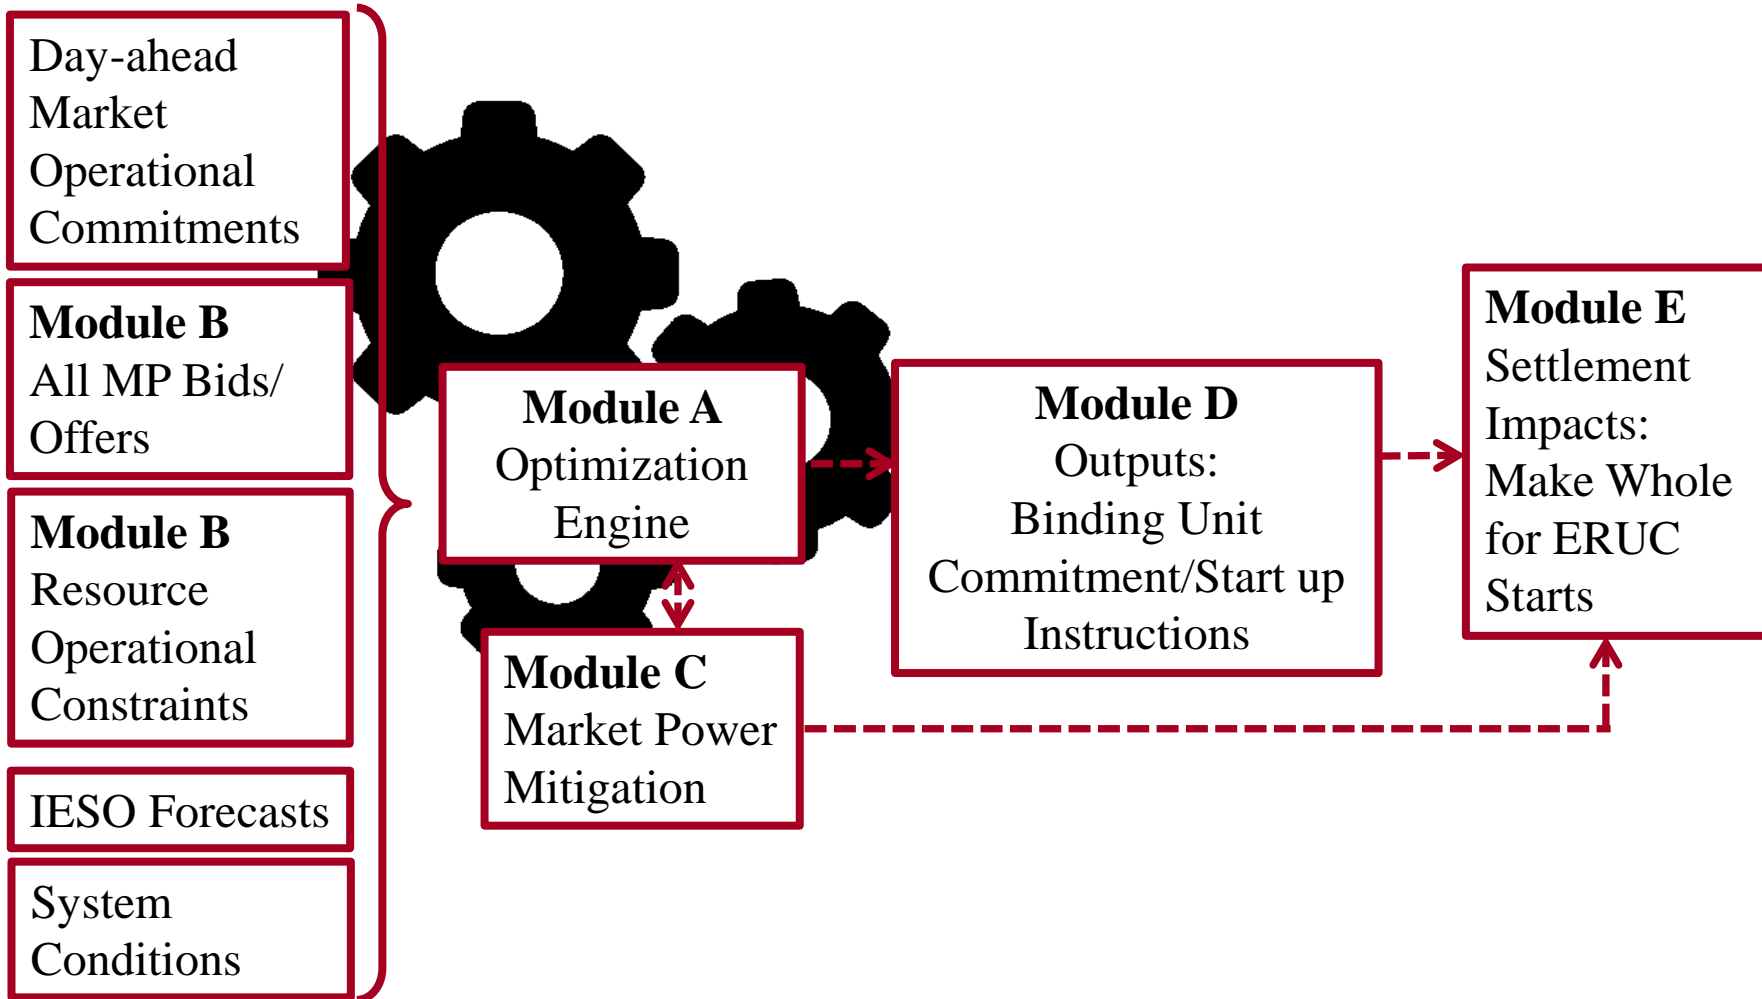 Day-ahead
Market
Operational
Commitments
Module B
All MP Bids/
Offers
Module B
Resource
Operational
Constraints
IESO Forecasts
System
Conditions
Module A
Optimization
Engine
Module C
Market Power
Mitigation
Module D
Outputs:
Binding Unit
Commitment/Start up
Instructions
Module E
Settlement
Impacts:
Make Whole
for ERUC
Starts